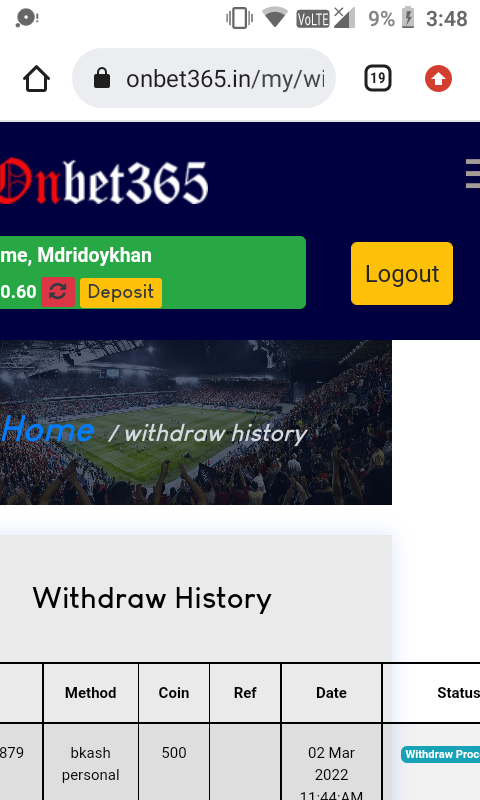 VoLTE 9% 3:48
onbet365.in/my/wi 19
Onbet365
me, Mdridoykhan
0.60 Deposit
Logout
Home / withdraw history
Withdraw History
Method Coin Ref Date Status
879 bkash 500 02 Mar Withdraw Proc
personal 2022
11:44:AM